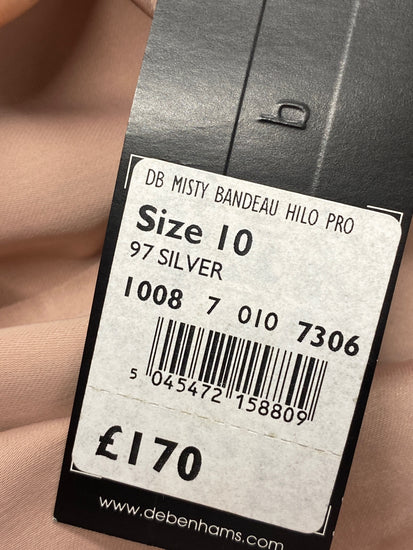 b
DB MISTY BANDEAU HILO PRO
Size 10
97 SILVER
1008 7 010 7306
5 045472 158809
£170
www.debenhams.com